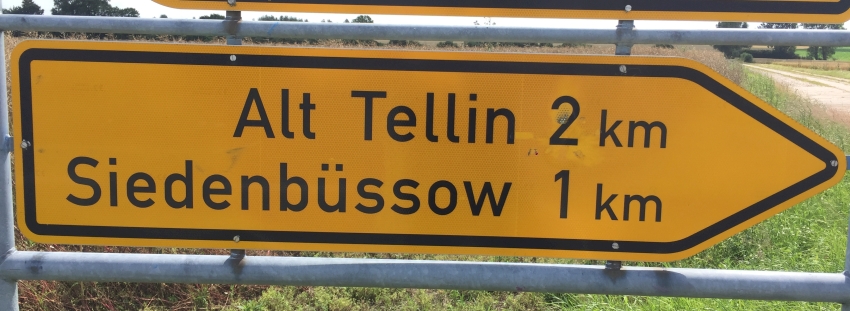 Alt Tellin 2 km
Siedenbüssow 1 km